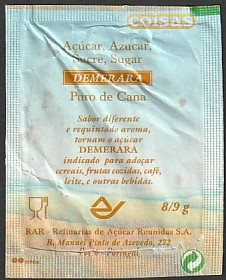 coisas
Açúcar, Azúcar,
Sucre, Sugar
DEMERARA
Puro de Cana
Sabor diferente
e requintado aroma,
tornam o açúcar
DEMERARA
indicado para adoçar
cereais, frutas cozidas, café,
leite, e outras bebidas.
8/9 g
RAR - Refinarias de Açúcar Reunidas S.A.
R. Manuel Pinto de Azevedo, 272
Portugal